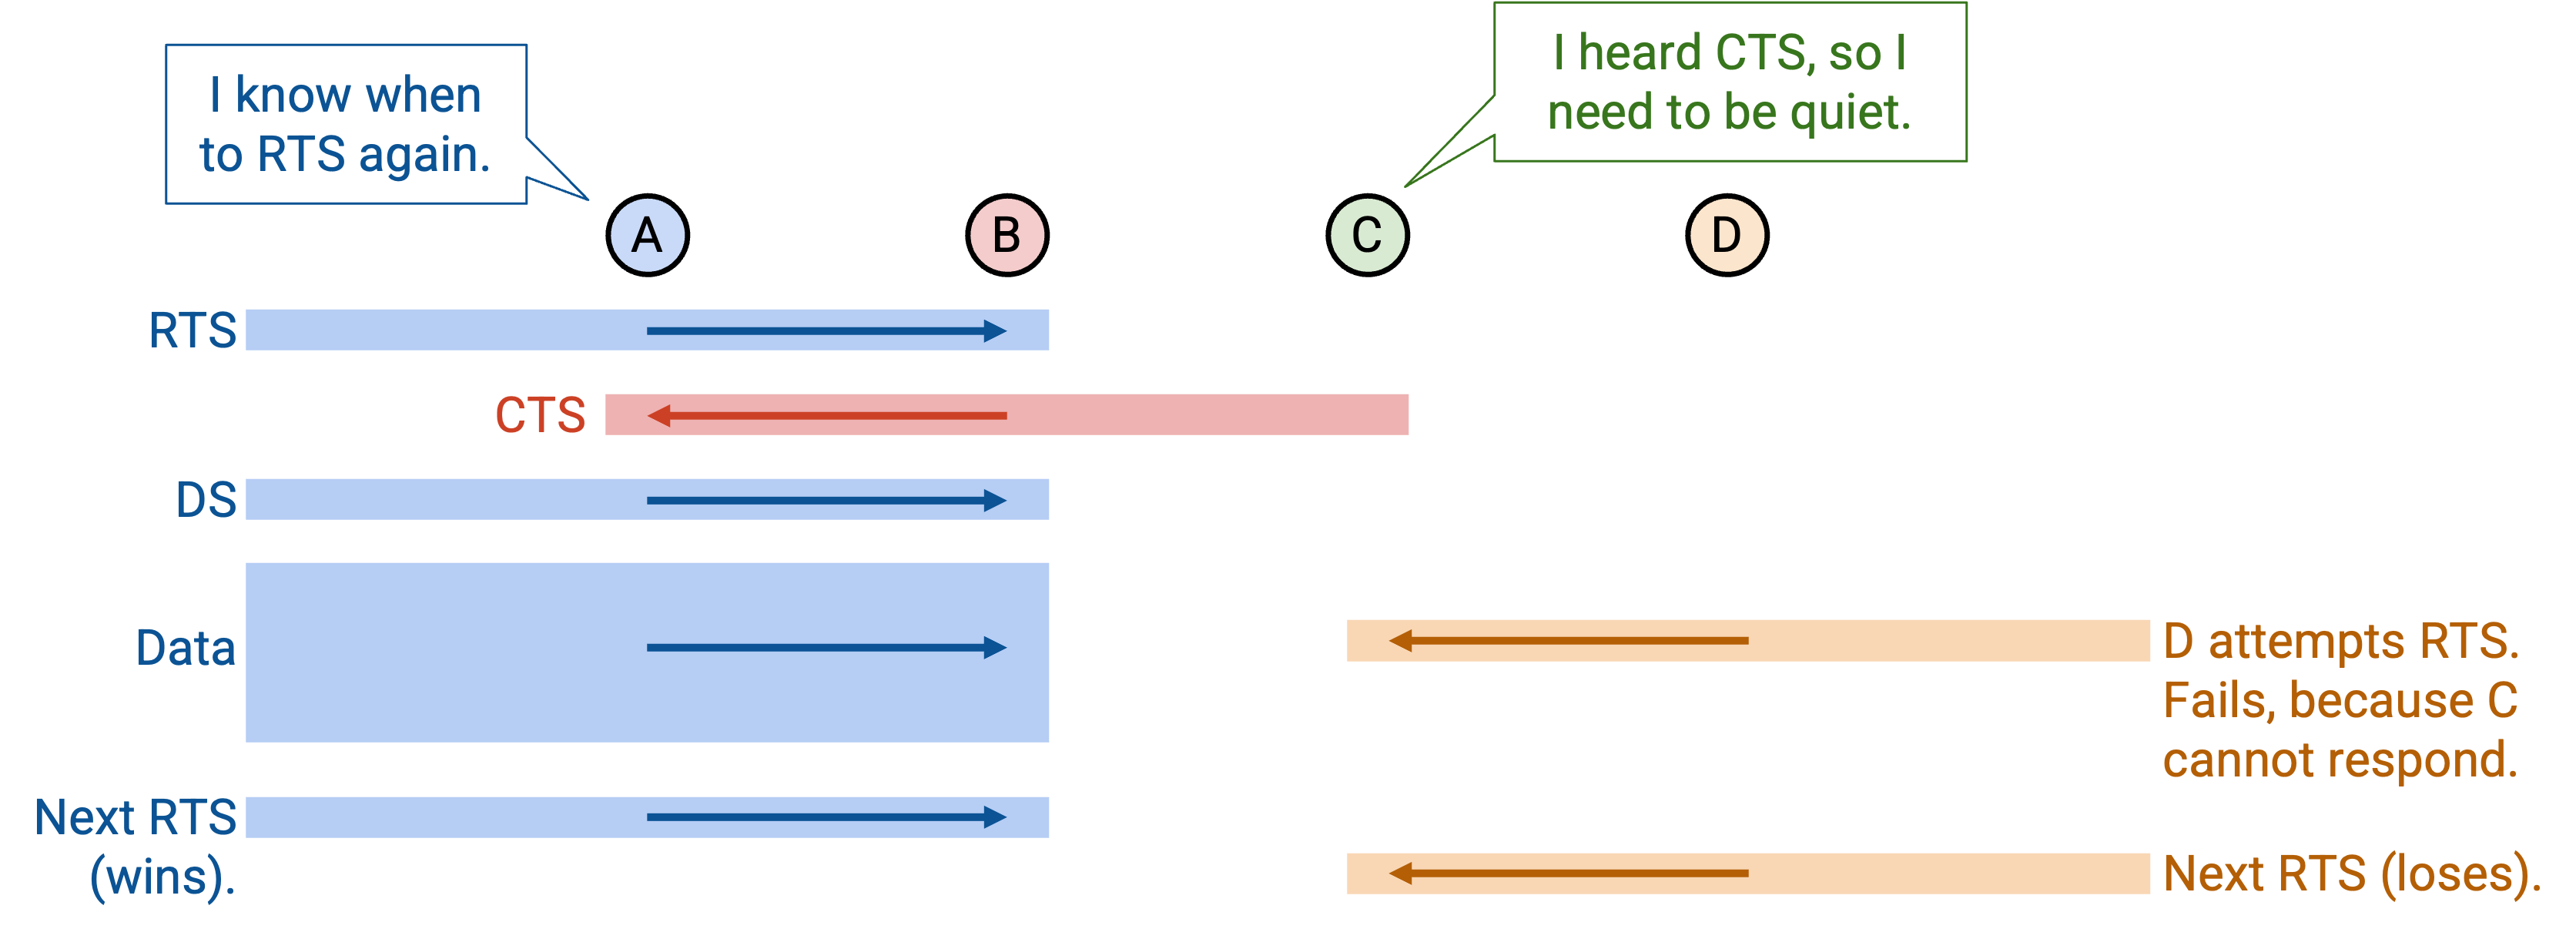 I know when
to RTS again.
I heard CTS, so I
need to be quiet.
A
B
C
D
RTS
CTS
DS
Data
D attempts RTS.
Fails, because C
cannot respond.
Next RTS
(wins).
Next RTS (loses).